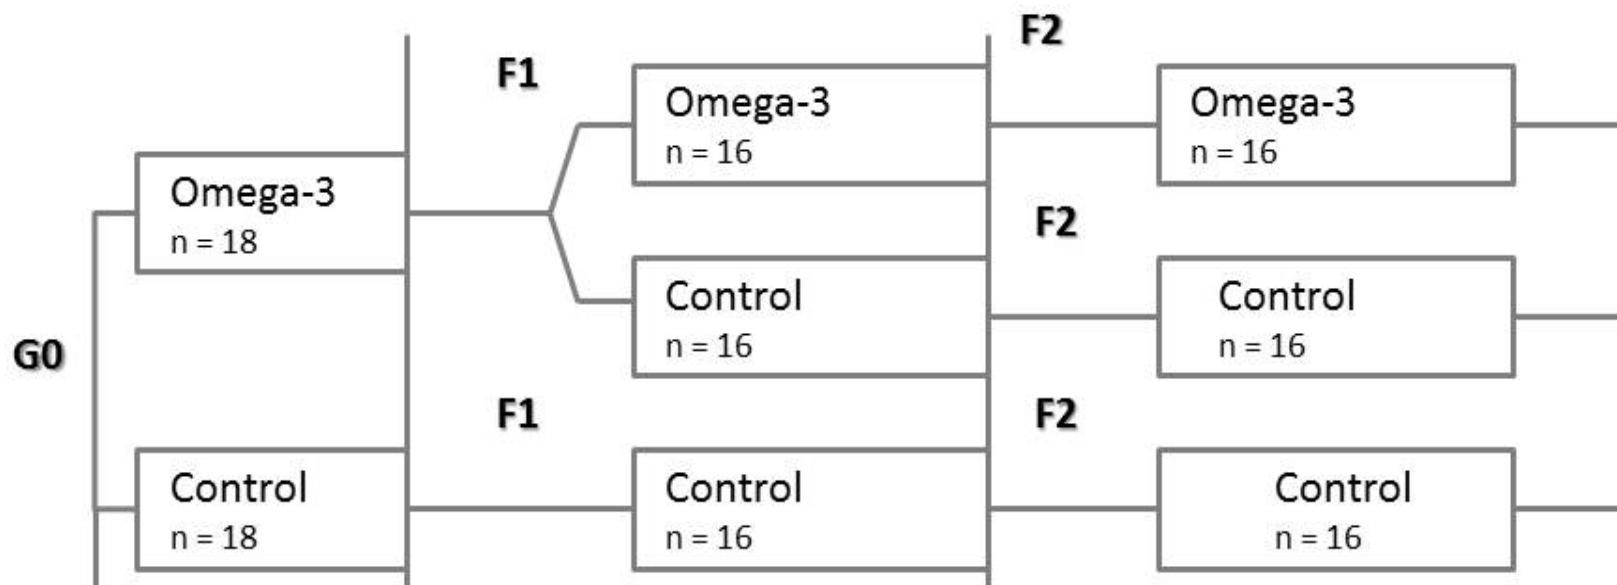 F2
F1
Omega-3
n = 16
Omega-3
n = 16
Omega-3
n = 18
F2
Control
n = 16
Control
n = 16
G0
F1
F2
Control
n = 18
Control
n = 16
Control
n = 16